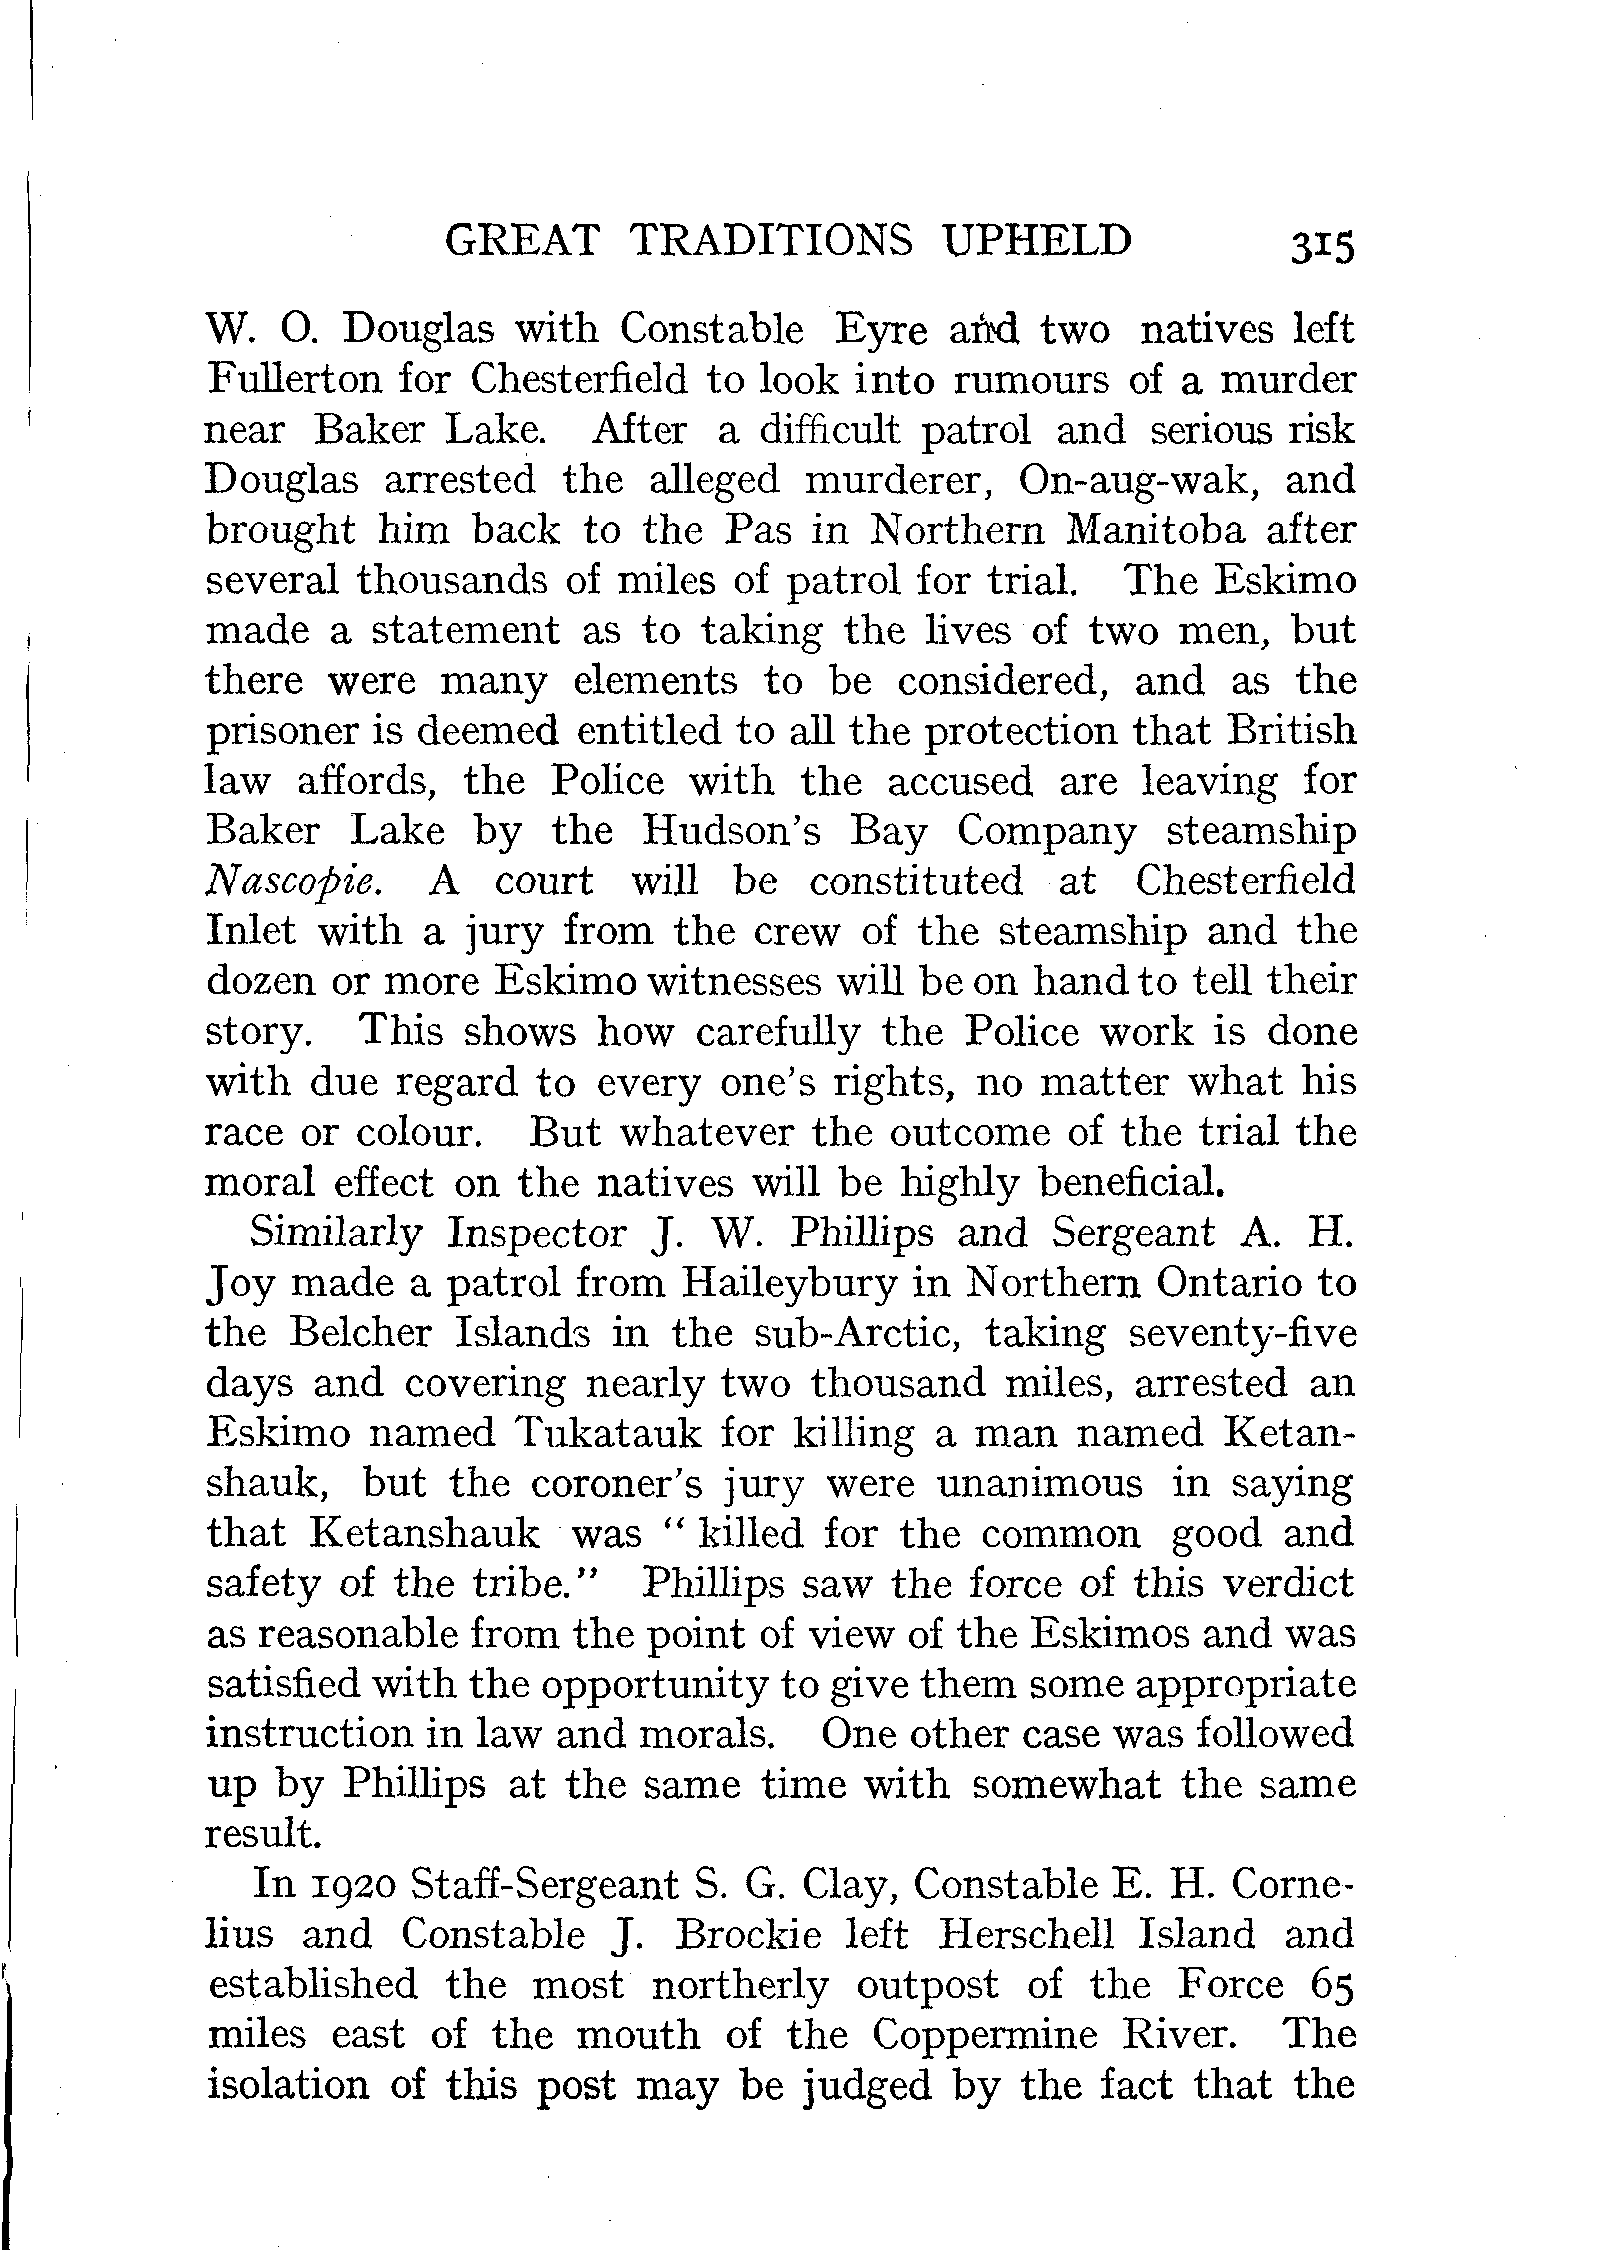 GREAT TRADITIONS UPHELD 315
W. O. Douglas with Constable Eyre and two natives left
Fullerton for Chesterfield to look into rumours of a murder
near Baker Lake. After a difficult patrol and serious risk
Douglas arrested the alleged murderer, On-aug-wak, and
brought him back to the Pas in Northern Manitoba after
several thousands of miles of patrol for trial. The Eskimo
made a statement as to taking the lives of two men, but
there were many elements to be considered, and as the
prisoner is deemed entitled to all the protection that British
law affords, the Police with the accused are leaving for
Baker Lake by the Hudson's Bay Company steamship
Nascopie. A court will be constituted at Chesterfield
Inlet with a jury from the crew of the steamship and the
dozen or more Eskimo witnesses will be on hand to tell their
story. This shows how carefully the Police work is done
with due regard to every one's rights, no matter what his
race or colour. But whatever the outcome of the trial the
moral effect on the natives will be highly beneficial.
Similarly Inspector J. W. Phillips and Sergeant A. H.
Joy made a patrol from Haileybury in Northern Ontario to
the Belcher Islands in the sub-Arctic, taking seventy-five
days and covering nearly two thousand miles, arrested an
Eskimo named Tukatauk for killing a man named Ketan-
shauk, but the coroner's jury were unanimous in saying
that Ketanshauk was " killed for the common good and
safety of the tribe." Phillips saw the force of this verdict
as reasonable from the point of view of the Eskimos and was
satisfied with the opportunity to give them some appropriate
instruction in law and morals. One other case was followed
up by Phillips at the same time with somewhat the same
result.
In 1920 Staff-Sergeant S. G. Clay, Constable E. H. Corne-
lius and Constable J. Brockie left Herschell Island and
established the most northerly outpost of the Force 65
miles east of the mouth of the Coppermine River. The
isolation of this post may be judged by the fact that the